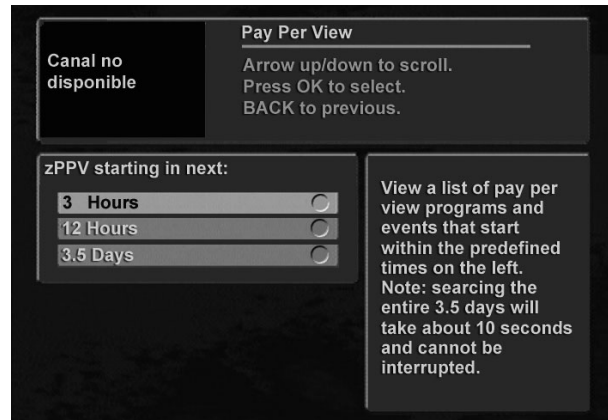 Canal no
disponible
Pay Per View
Arrow up/down to scroll.
Press OK to select.
BACK to previous.
zPPV starting in next:
3 Hours
12 Hours
3.5 Days
View a list of pay per
view programs and
events that start
within the predefined
times on the left.
Note: searcing the
entire 3.5 days will
take about 10 seconds
and cannot be
interrupted.